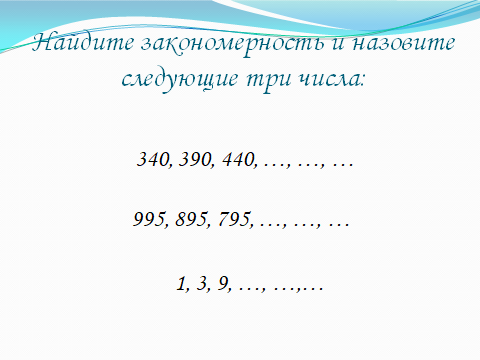 Найдите закономерность и назовите
следующие три числа:
340, 390, 440, …, …, …
995, 895, 795, …, …, …
1, 3, 9, …, …,…